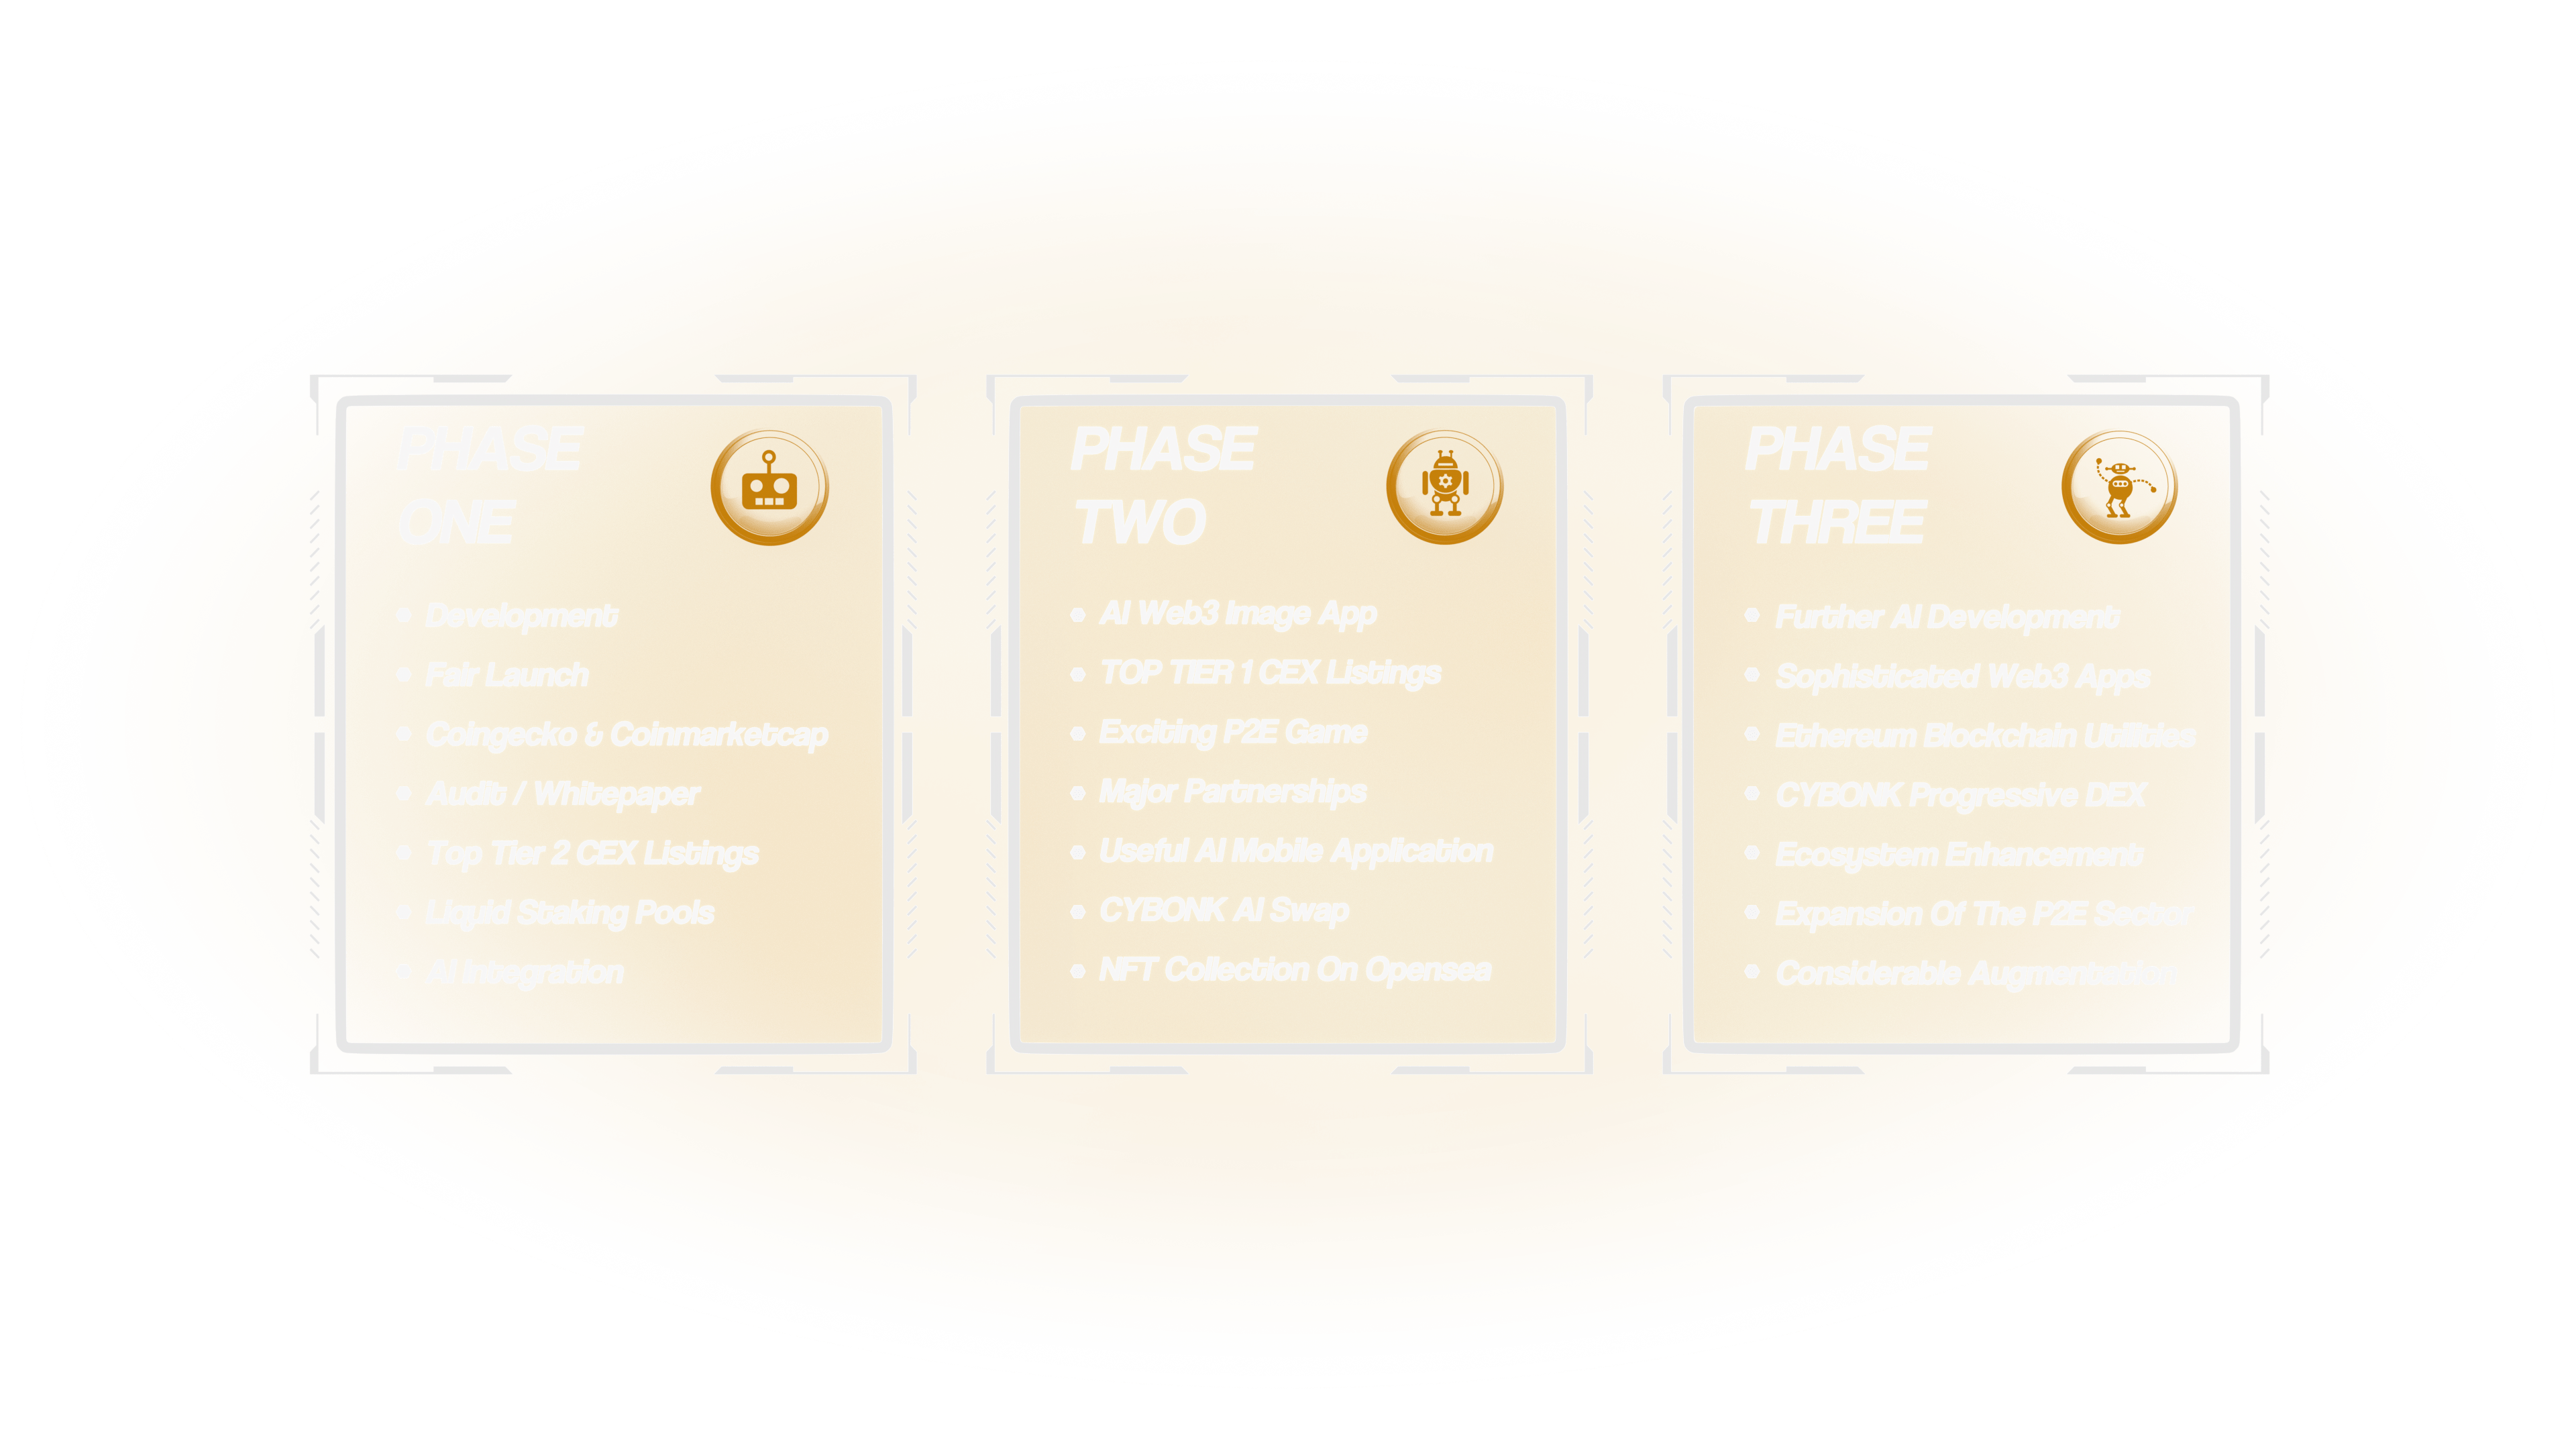 PHASE
ONE
Development
Fair Launch
Coingecko & Coinmarketcap
Audit / Whitepaper
Top Tier 2 CEX Listings
Liquid Staking Pools
AI Integration
PHASE
TWO
AI Web3 Image App
TOP TIER 1 CEX Listings
Exciting P2E Game
Major Partnerships
Useful AI Mobile Application
CYBONK AI Swap
NFT Collection On Opensea
PHASE
THREE
Further AI Development
Sophisticated Web3 Apps
Ethereum Blockchain Utilities
CYBONK Progressive DEX
Ecosystem Enhancement
Expansion Of The P2E Sector
Considerable Augmentation